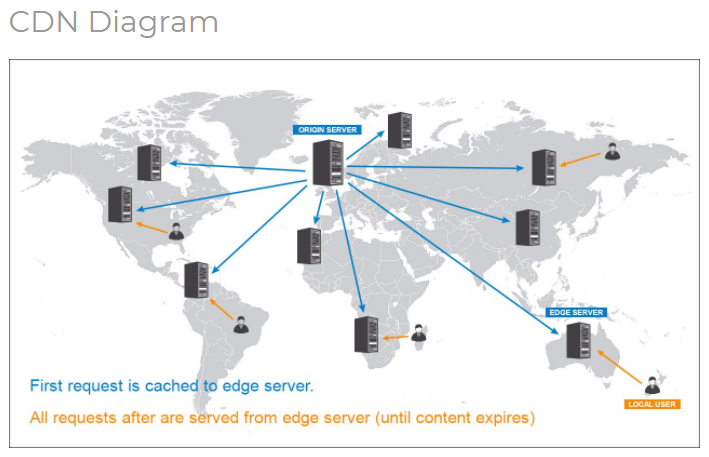 CDN Diagram
ORIGIN SERVER
EDGE SERVER
First request is cached to edge server.
LOCAL USER
All requests after are served from edge server (until content expires)